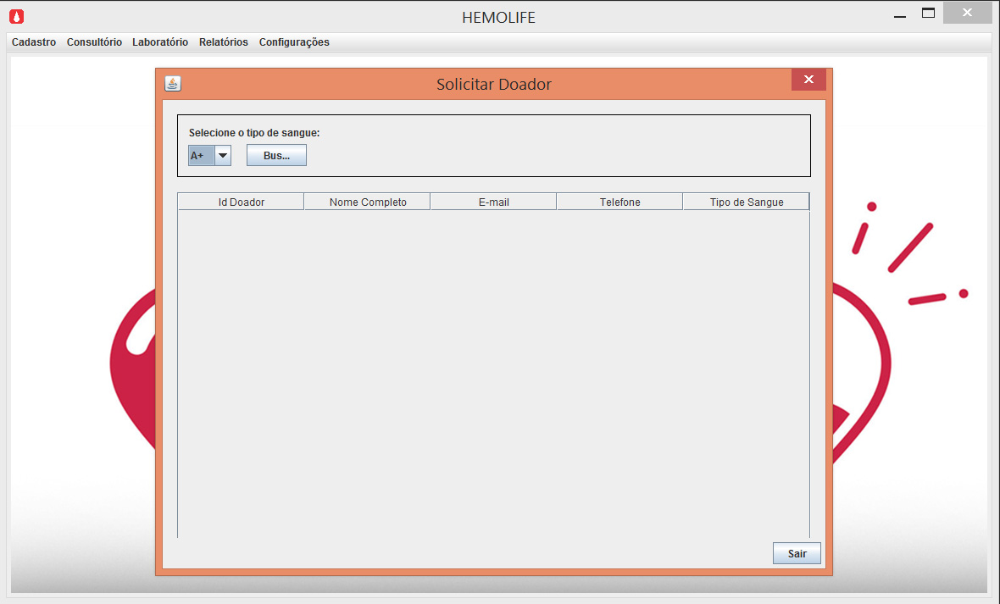 HEMOLIFE
Cadastro Consultório Laboratório Relatórios Configurações
Solicitar Doador
Selecione o tipo de sangue:
A+ Bus...
Id Doador Nome Completo E-mail Telefone Tipo de Sangue
Sair